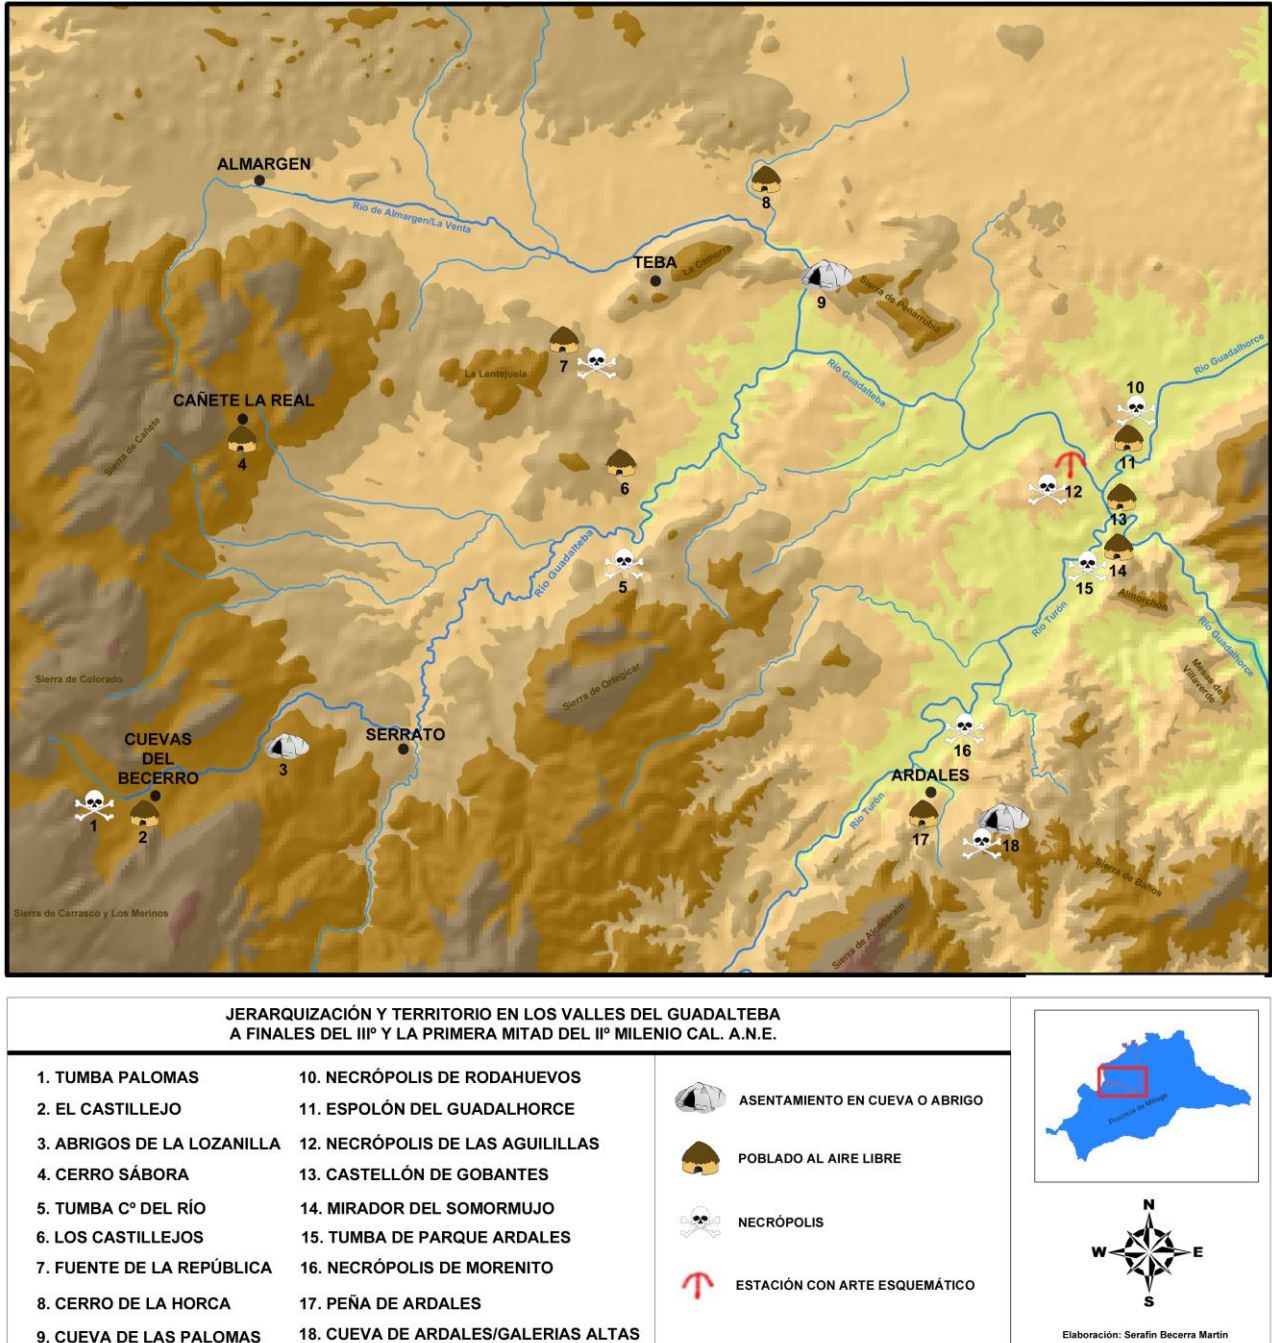 ALMARGEN
Río de Almargen/La Venta
8
TEBA
La Camorra
9
Sierra de Peñarrubia
7
La Lentejuela
Río Guadalteba
Río Guadalhorce
10
CAÑETE LA REAL
4
Sierra de Cañete
6
11
12
13
Río Guadalteba
5
14
15
Almorchón
Río Turón
Río Guadalhorce
Sierra de Colorado
Sierra de Ortegicar
Mesas de
Villaverde
CUEVAS
DEL
BECERRO
SERRATO
3
16
ARDALES
1
2
Río Turón
17
18
Sierra de Baños
Sierra de Carrasco y Los Merinos
Sierra de Alcaparaín
JERARQUIZACIÓN Y TERRITORIO EN LOS VALLES DEL GUADALTEBA
A FINALES DEL IIIº Y LA PRIMERA MITAD DEL IIº MILENIO CAL. A.N.E.
1. TUMBA PALOMAS
2. EL CASTILLEJO
3. ABRIGOS DE LA LOZANILLA
4. CERRO SÁBORA
5. TUMBA Cº DEL RÍO
6. LOS CASTILLEJOS
7. FUENTE DE LA REPÚBLICA
8. CERRO DE LA HORCA
9. CUEVA DE LAS PALOMAS
10. NECRÓPOLIS DE RODAHUEVOS
11. ESPOLÓN DEL GUADALHORCE
12. NECRÓPOLIS DE LAS AGUILILLAS
13. CASTELLÓN DE GOBANTES
14. MIRADOR DEL SOMORMUJO
15. TUMBA DE PARQUE ARDALES
16. NECRÓPOLIS DE MORENITO
17. PEÑA DE ARDALES
18. CUEVA DE ARDALES/GALERIAS ALTAS
ASENTAMIENTO EN CUEVA O ABRIGO
POBLADO AL AIRE LIBRE
NECRÓPOLIS
ESTACIÓN CON ARTE ESQUEMÁTICO
Provincia de Málaga
N
W
E
S
Elaboración: Serafín Becerra Martín